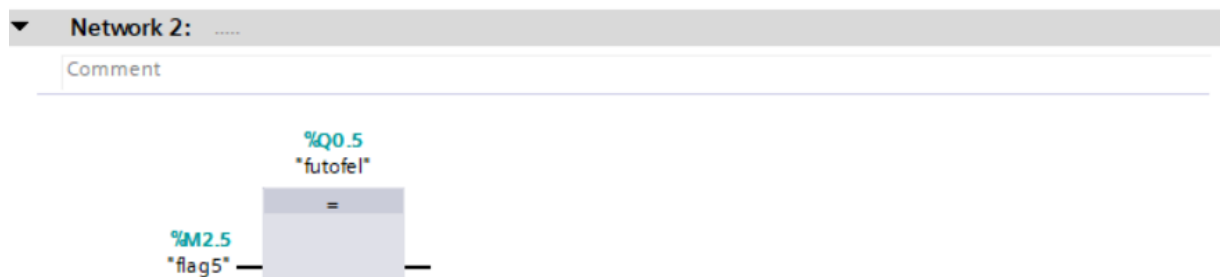 Network 2: .....
Comment
%Q0.5
"futofel"
=
%M2.5
"flag5"